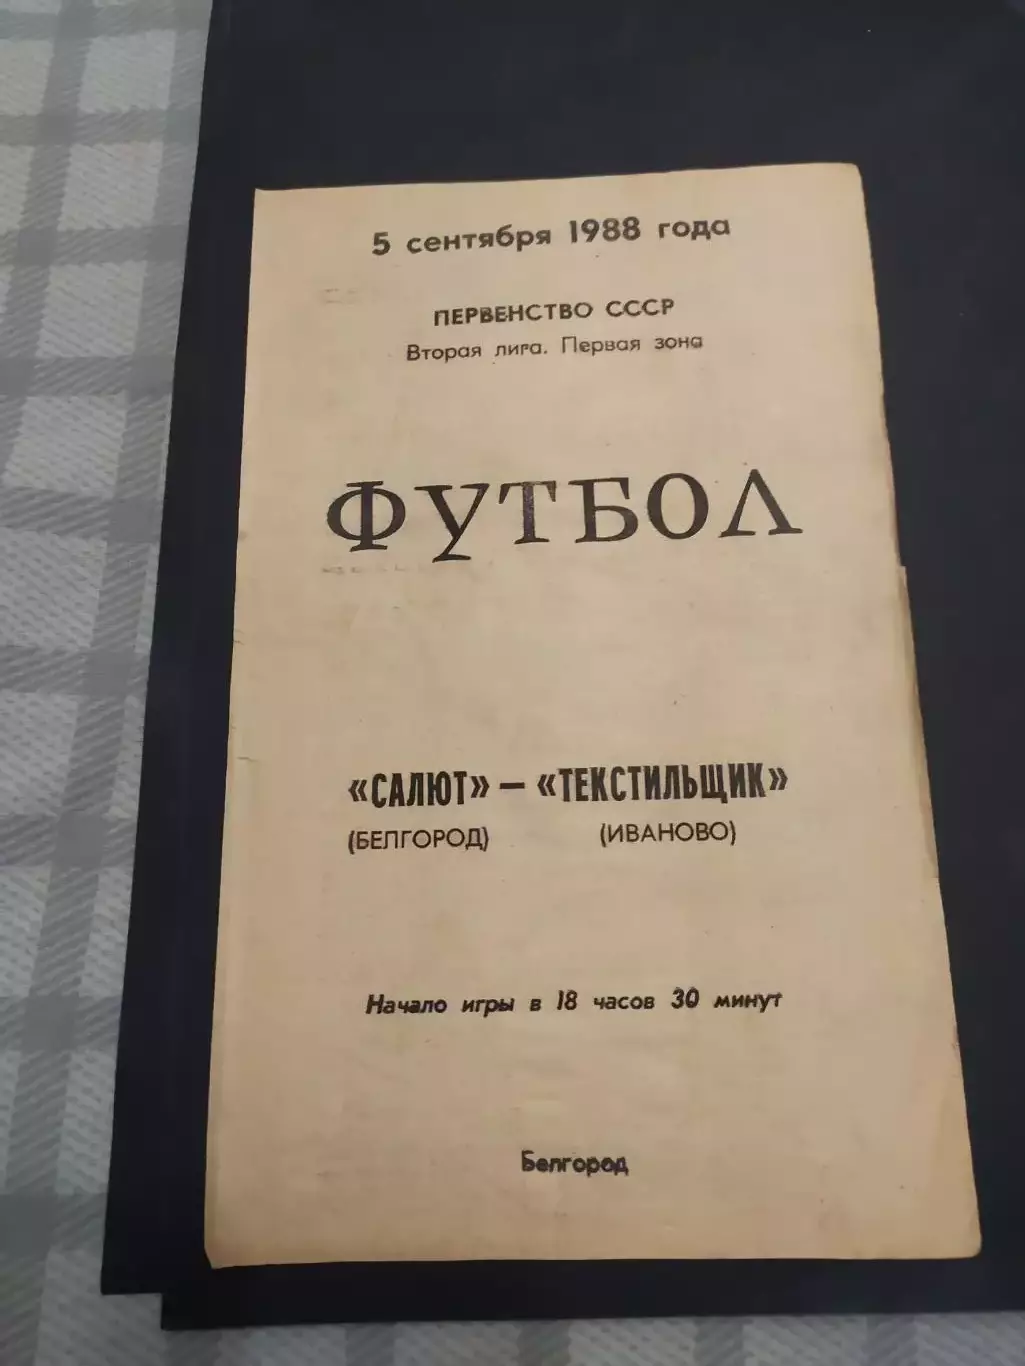 5 сентября 1988 года
ПЕРВЕНСТВО СССР
Вторая лига. Первая зона
ФУТБОЛ
«САЛЮТ» — «ТЕКСТИЛЬЩИК»
(БЕЛГОРОД) (ИВАНОВО)
Начало игры в 18 часов 30 минут
Белгород